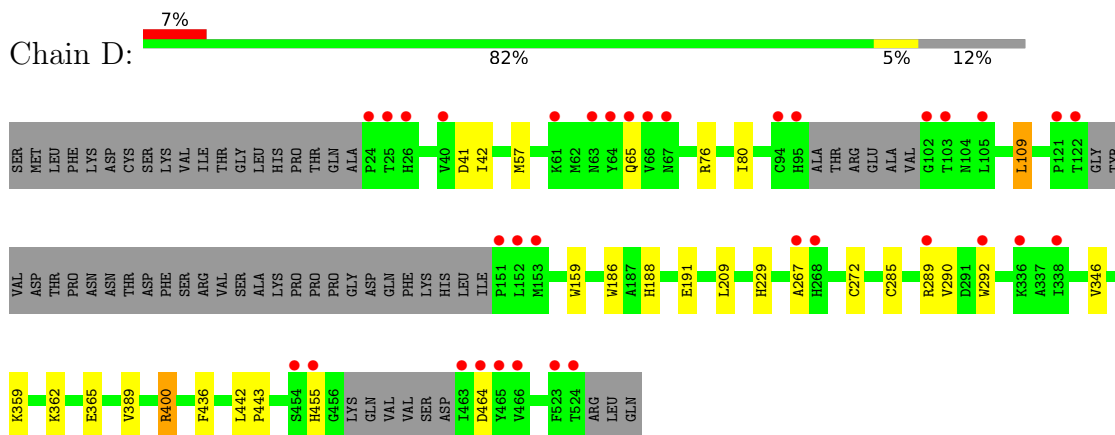 7%
Chain D:
82% 5% 12%
SER MET LEU PHE LYS ASP CYS SER LYS VAL ILE THR GLY LEU HIS PRO THR GLN ALA P24 T25 H26 V40 D41 I42 M57 K61 M62 N63 Y64 Q65 V66 N67 R76 I80 C94 H95 ALA THR ARG GLU ALA VAL G102 T103 N104 L105 L109 P121 T122 GLY TYR
VAL ASP THR PRO ASN ASN THR ASP PHE SER ARG VAL SER ALA LYS PRO PRO PRO GLY ASP GLN PHE LYS HIS LEU ILE P151 L152 M153 W159 W186 A187 H188 E191 L209 H229 A267 H268 C272 C285 R289 V290 D291 W292 K336 A337 I338 V346
K359 K362 E365 V389 R400 F436 L442 P443 S454 H455 G456 LYS GLN VAL VAL SER ASP I463 D464 Y465 V466 F523 T524 ARG LEU GLN